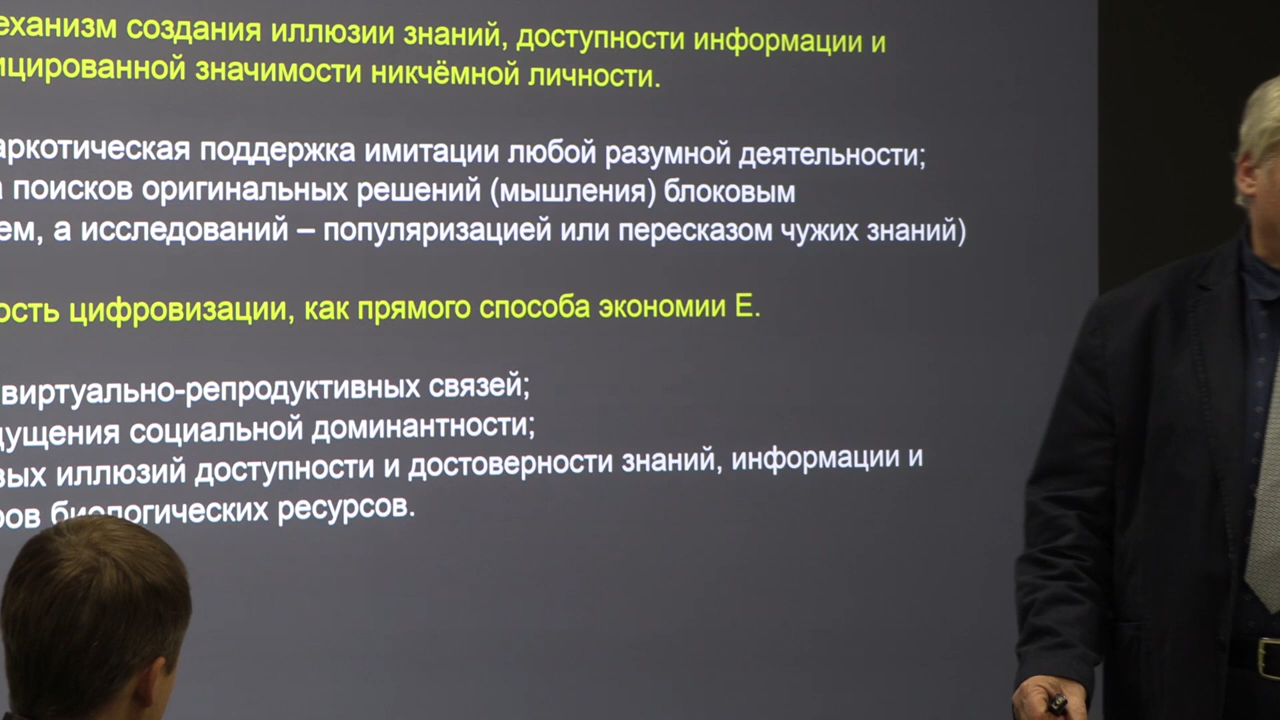 еханизм создания иллюзии знаний, доступности информации и
ицированной значимости никчёмной личности.
аркотическая поддержка имитации любой разумной деятельности;
поисков оригинальных решений (мышления) блоковым
ем, а исследований – популяризацией или пересказом чужих знаний)
ость цифровизации, как прямого способа экономии Е.
виртуально-репродуктивных связей;
щущения социальной доминантности;
вых иллюзий доступности и достоверности знаний, информации и
ов биологических ресурсов.